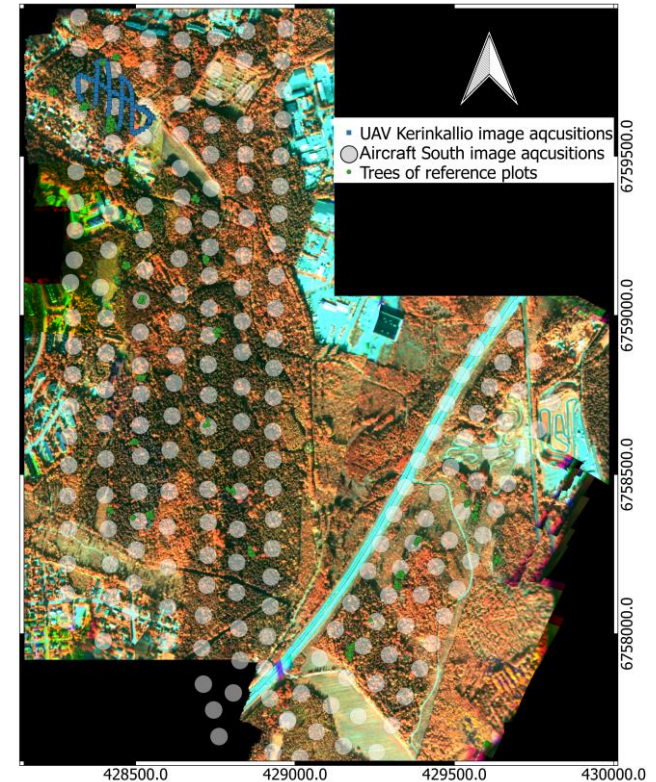 UAV Kerinkallio image aqcusitions
Aircraft South image aqcusitions
Trees of reference plots
6759500.0
6759000.0
6758500.0
6758000.0
428500.0 429000.0 429500.0 430000.0